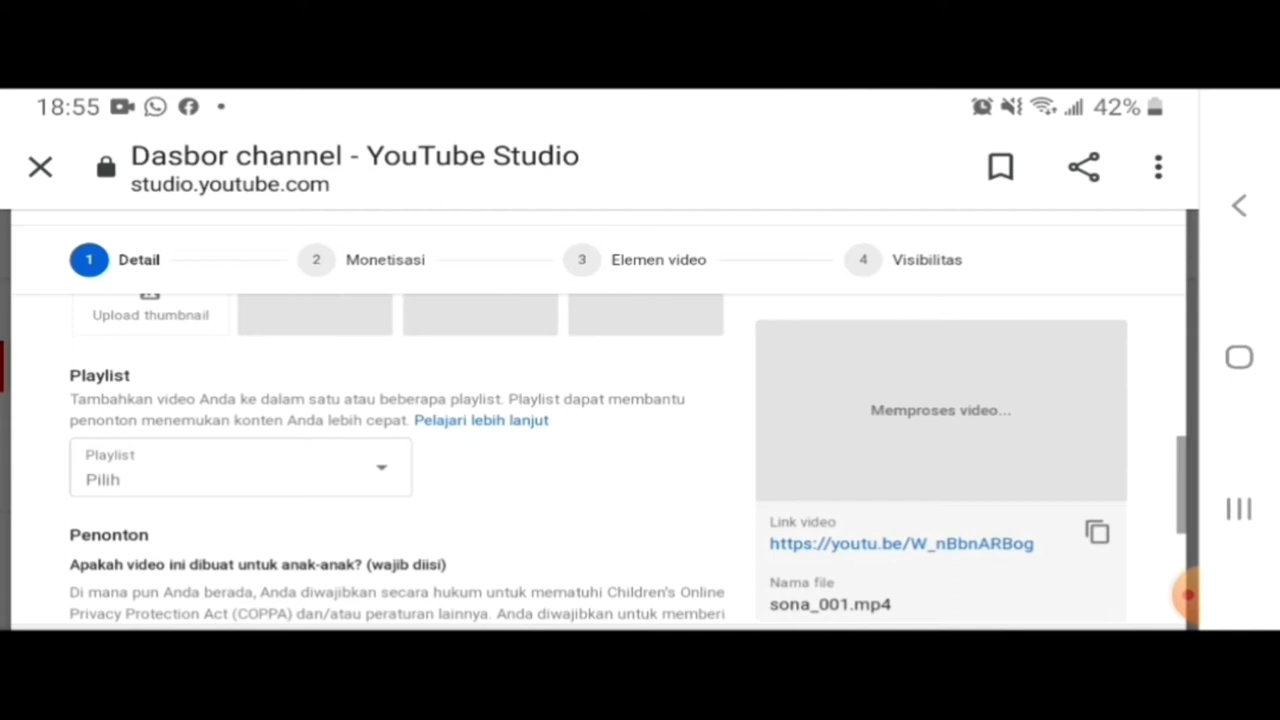 18:55
42%
Dasbor channel - YouTube Studio
studio.youtube.com
1 Detail
2 Monetisasi
3 Elemen video
4 Visibilitas
Upload thumbnail
Playlist
Tambahkan video Anda ke dalam satu atau beberapa playlist. Playlist dapat membantu
penonton menemukan konten Anda lebih cepat. Pelajari lebih lanjut
Playlist
Pilih
Penonton
Apakah video ini dibuat untuk anak-anak? (wajib diisi)
Di mana pun Anda berada, Anda diwajibkan secara hukum untuk mematuhi Children's Online
Privacy Protection Act (COPPA) dan/atau peraturan lainnya. Anda diwajibkan untuk memberi
Memproses video...
Link video
https://youtu.be/W_nBbnARBog
Nama file
sona_001.mp4